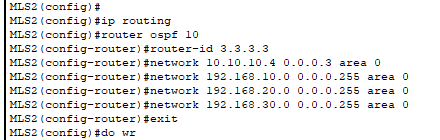 MLS2(config)#
MLS2(config)#ip routing
MLS2(config)#router ospf 10
MLS2(config-router)#router-id 3.3.3.3
MLS2(config-router)#network 10.10.10.4 0.0.0.3 area 0
MLS2(config-router)#network 192.168.10.0 0.0.0.255 area 0
MLS2(config-router)#network 192.168.20.0 0.0.0.255 area 0
MLS2(config-router)#network 192.168.30.0 0.0.0.255 area 0
MLS2(config-router)#exit
MLS2(config)#do wr